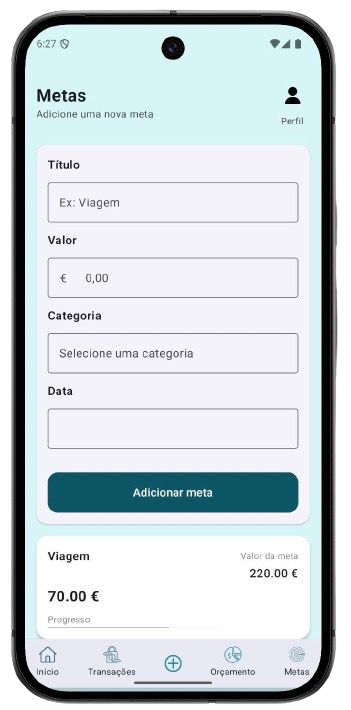 6:27
Metas
Adicione uma nova meta
Perfil
Título
Ex: Viagem
Valor
€ 0,00
Categoria
Selecione uma categoria
Data
Adicionar meta
Viagem
Valor da meta
220.00 €
70.00 €
Progresso
Início
Transações
Orçamento
Metas